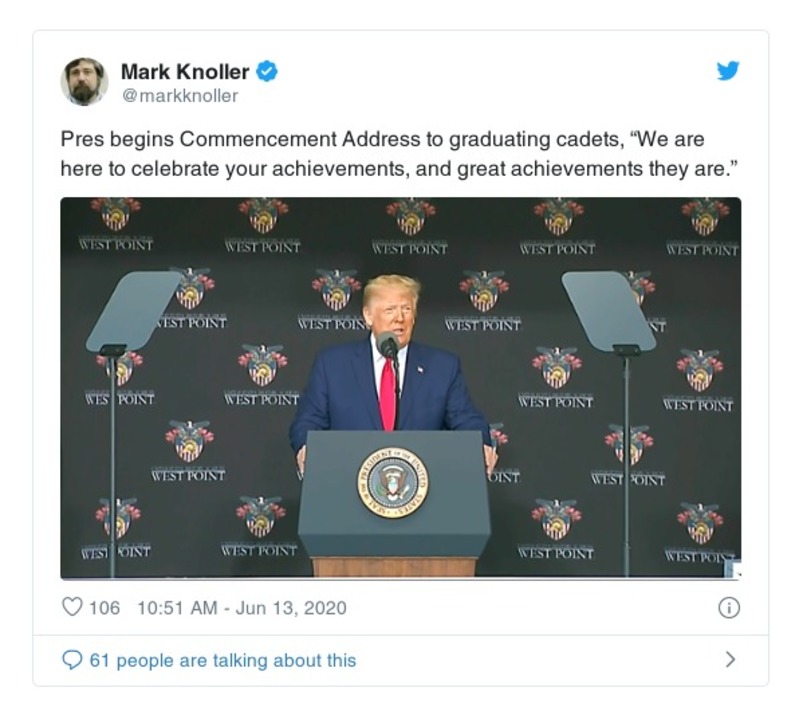 Mark Knoller
@markknoller
Pres begins Commencement Address to graduating cadets, “We are
here to celebrate your achievements, and great achievements they are.”
WEST POINT WEST POINT WEST POINT WEST POINT WEST POINT
WEST POINT WEST POINT WEST POINT
WEST POINT WEST POINT WEST POINT
SEAL OF THE PRESIDENT OF THE UNITED STATES
WEST POINT WEST POINT
WEST POINT WEST POINT WEST POINT WEST POINT
106 10:51 AM - Jun 13, 2020
61 people are talking about this